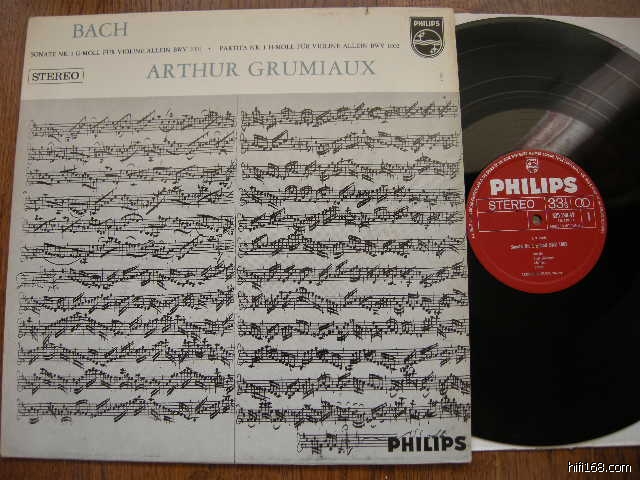 BACH
PHILIPS
SONATE NR. 1 G-MOLL FÜR VIOLINE ALLEIN BWV 1001 • PARTITA NR. 1 H-MOLL FÜR VIOLINE ALLEIN BWV 1002
STEREO
ARTHUR GRUMIAUX
PHILIPS
PHILIPS
STEREO
33⅓
1
hifi168.com